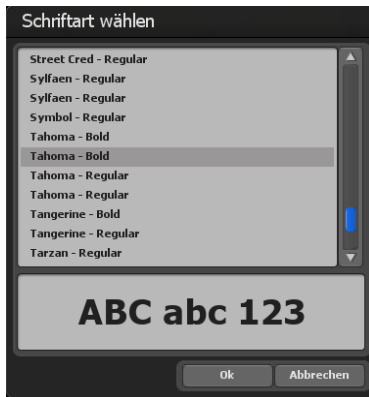 Schriftart wählen
Street Cred - Regular
Sylfaen - Regular
Sylfaen - Regular
Symbol - Regular
Tahoma - Bold
Tahoma - Bold
Tahoma - Regular
Tahoma - Regular
Tangerine - Bold
Tangerine - Regular
Tarzan - Regular
ABC abc 123
Ok Abbrechen